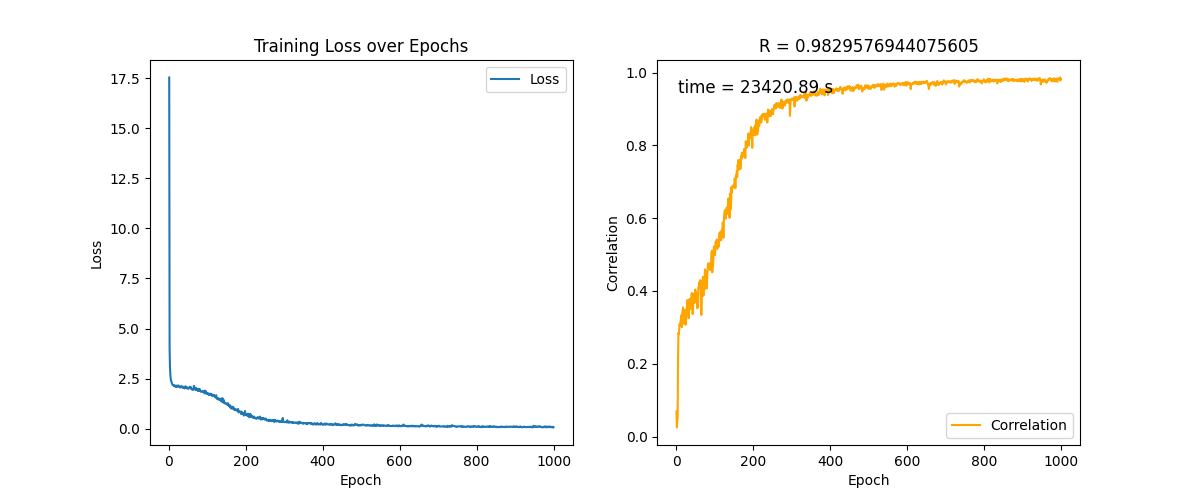 Training Loss over Epochs
17.5
15.0
12.5
10.0
7.5
5.0
2.5
0.0
Loss
Loss
0
200
400
600
800
1000
Epoch
R = 0.9829576944075605
time = 23420.89 s
1.0
0.8
0.6
0.4
0.2
0.0
Correlation
Correlation
0
200
400
600
800
1000
Epoch